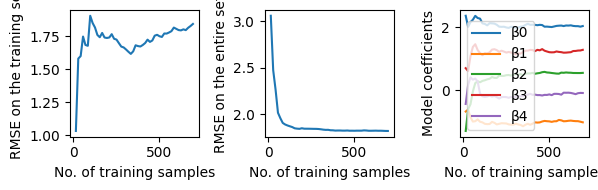 RMSE on the training se
1.75
1.50
1.25
1.00
0
500
No. of training samples
RMSE on the entire se
3.0
2.5
2.0
0
500
No. of training samples
Model coefficients
2
0
β0
β1
β2
β3
β4
0
500
No. of training samples